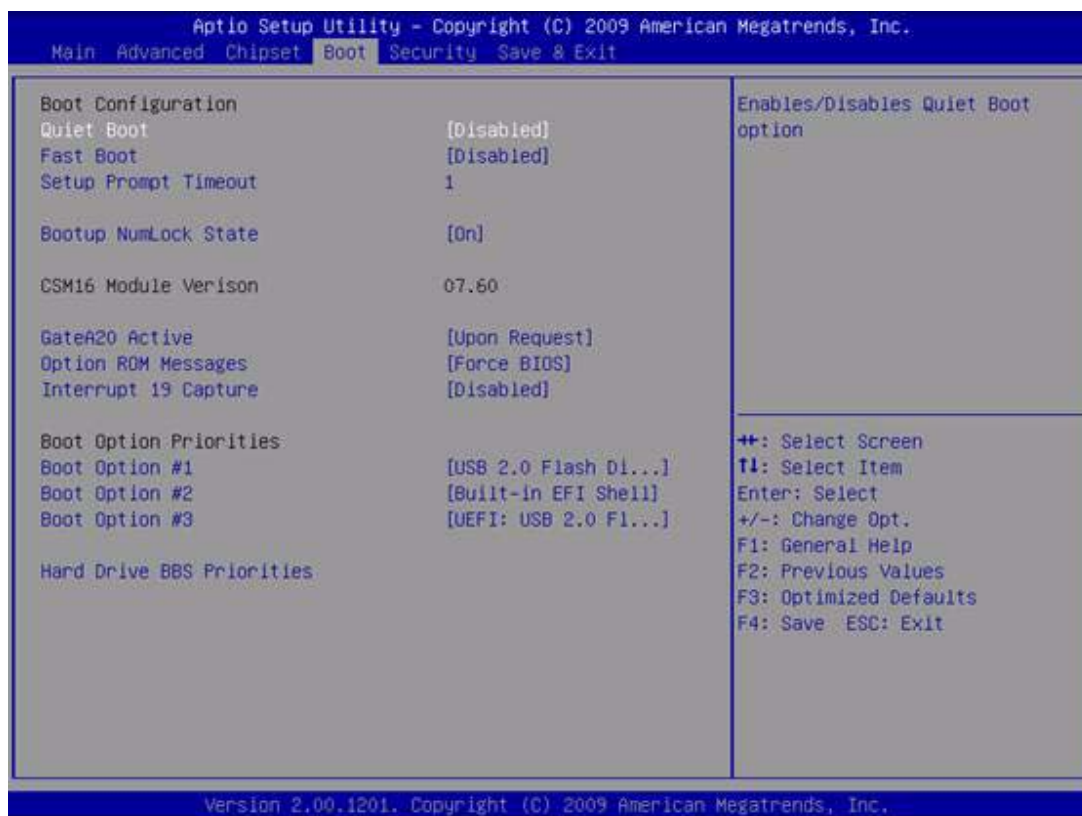 Aptio Setup Utility – Copyright (C) 2009 American Megatrends, Inc.
Main Advanced Chipset Boot Security Save & Exit
Boot Configuration
Quiet Boot [Disabled]
Fast Boot [Disabled]
Setup Prompt Timeout 1
Bootup NumLock State [On]
CSM16 Module Verison 07.60
GateA20 Active [Upon Request]
Option ROM Messages [Force BIOS]
Interrupt 19 Capture [Disabled]
Boot Option Priorities
Boot Option #1 [USB 2.0 Flash Di...]
Boot Option #2 [Built-in EFI Shell]
Boot Option #3 [UEFI: USB 2.0 Fl...]
Hard Drive BBS Priorities
Enables/Disables Quiet Boot
option
→←: Select Screen
↑↓: Select Item
Enter: Select
+/-: Change Opt.
F1: General Help
F2: Previous Values
F3: Optimized Defaults
F4: Save ESC: Exit
Version 2.00.1201. Copyright (C) 2009 American Megatrends, Inc.